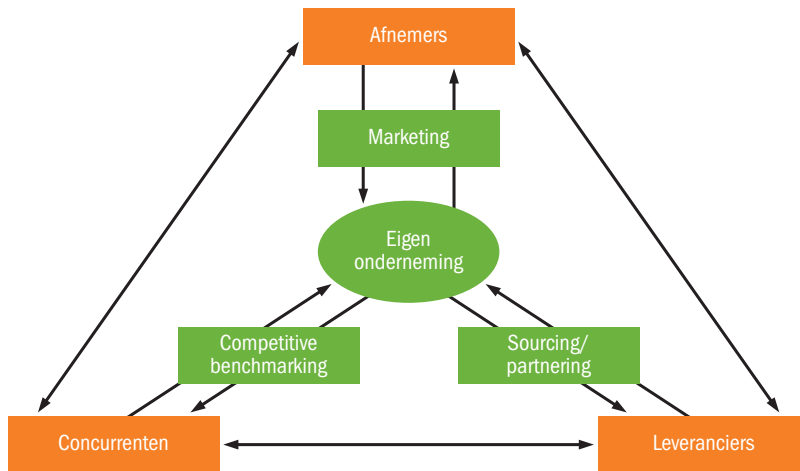 Afnemers
Marketing
Eigen
onderneming
Competitive
benchmarking
Sourcing/
partnering
Concurrenten
Leveranciers